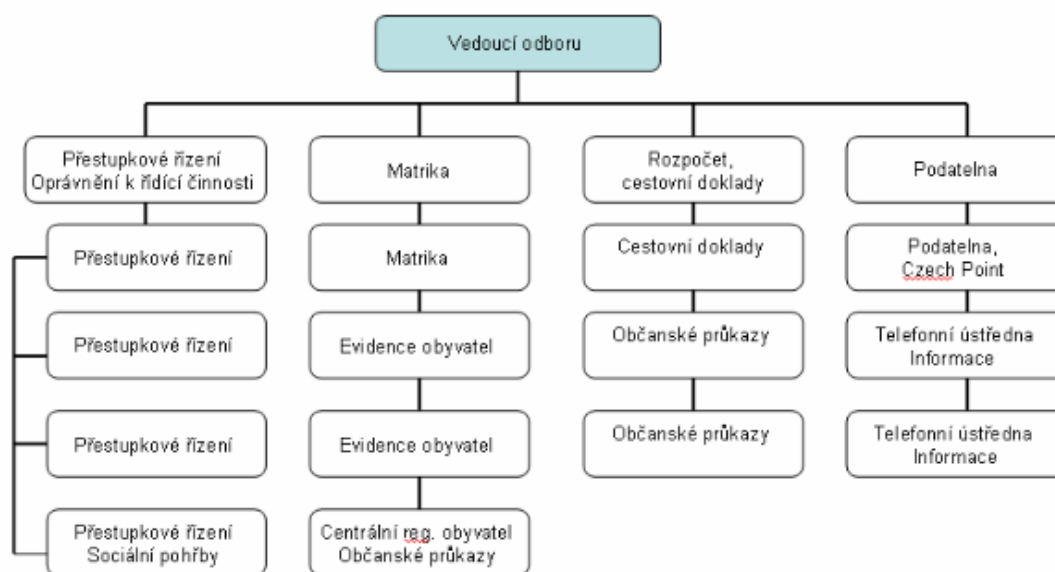 Vedoucí odboru
Přestupkové řízení
Oprávnění k řídící činnosti
Matrika
Rozpočet,
cestovní doklady
Podatelna
Přestupkové řízení
Matrika
Cestovní doklady
Podatelna,
Czech Point
Přestupkové řízení
Evidence obyvatel
Občanské průkazy
Telefonní ústředna
Informace
Přestupkové řízení
Evidence obyvatel
Občanské průkazy
Telefonní ústředna
Informace
Přestupkové řízení
Sociální pohřby
Centrální reg. obyvatel
Občanské průkazy